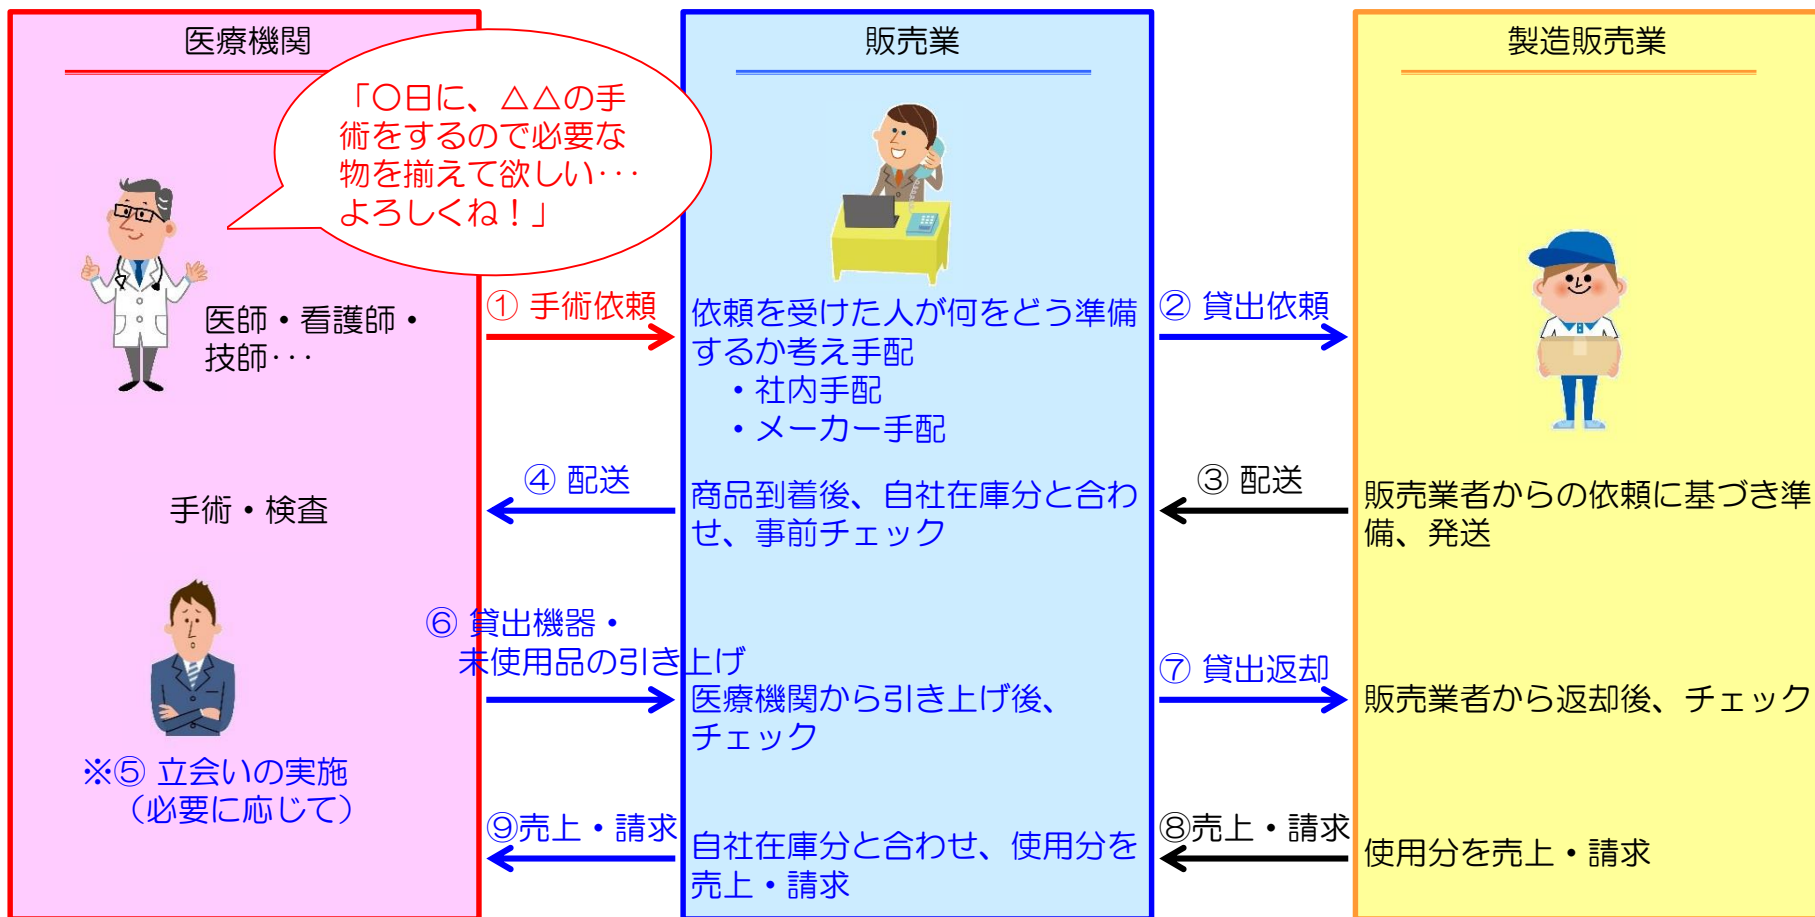 医療機関
「〇日に、△△の手
術をするので必要な
物を揃えて欲しい･･･
よろしくね！」
医師・看護師・
技師･･･
手術・検査
※⑤ 立会いの実施
（必要に応じて）
① 手術依頼
④ 配送
⑥ 貸出機器・
未使用品の引き上げ
⑨売上・請求
販売業
依頼を受けた人が何をどう準備
するか考え手配
・社内手配
・メーカー手配
商品到着後、自社在庫分と合わ
せ、事前チェック
医療機関から引き上げ後、
チェック
自社在庫分と合わせ、使用分を
売上・請求
② 貸出依頼
③ 配送
⑦ 貸出返却
⑧売上・請求
製造販売業
販売業者からの依頼に基づき準
備、発送
販売業者から返却後、チェック
使用分を売上・請求